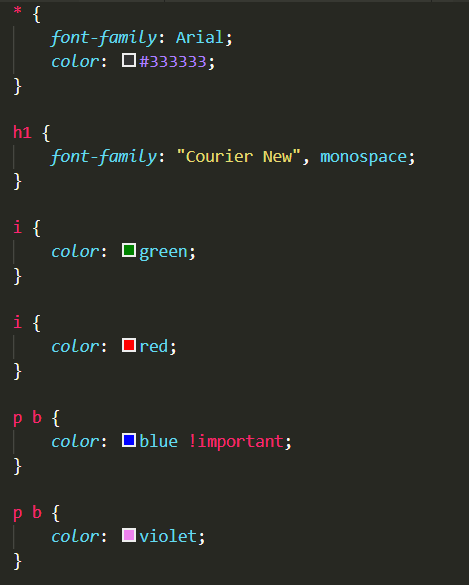 * {
font-family: Arial;
color: #333333;
}
h1 {
font-family: "Courier New", monospace;
}
i {
color: green;
}
i {
color: red;
}
p b {
color: blue !important;
}
p b {
color: violet;
}